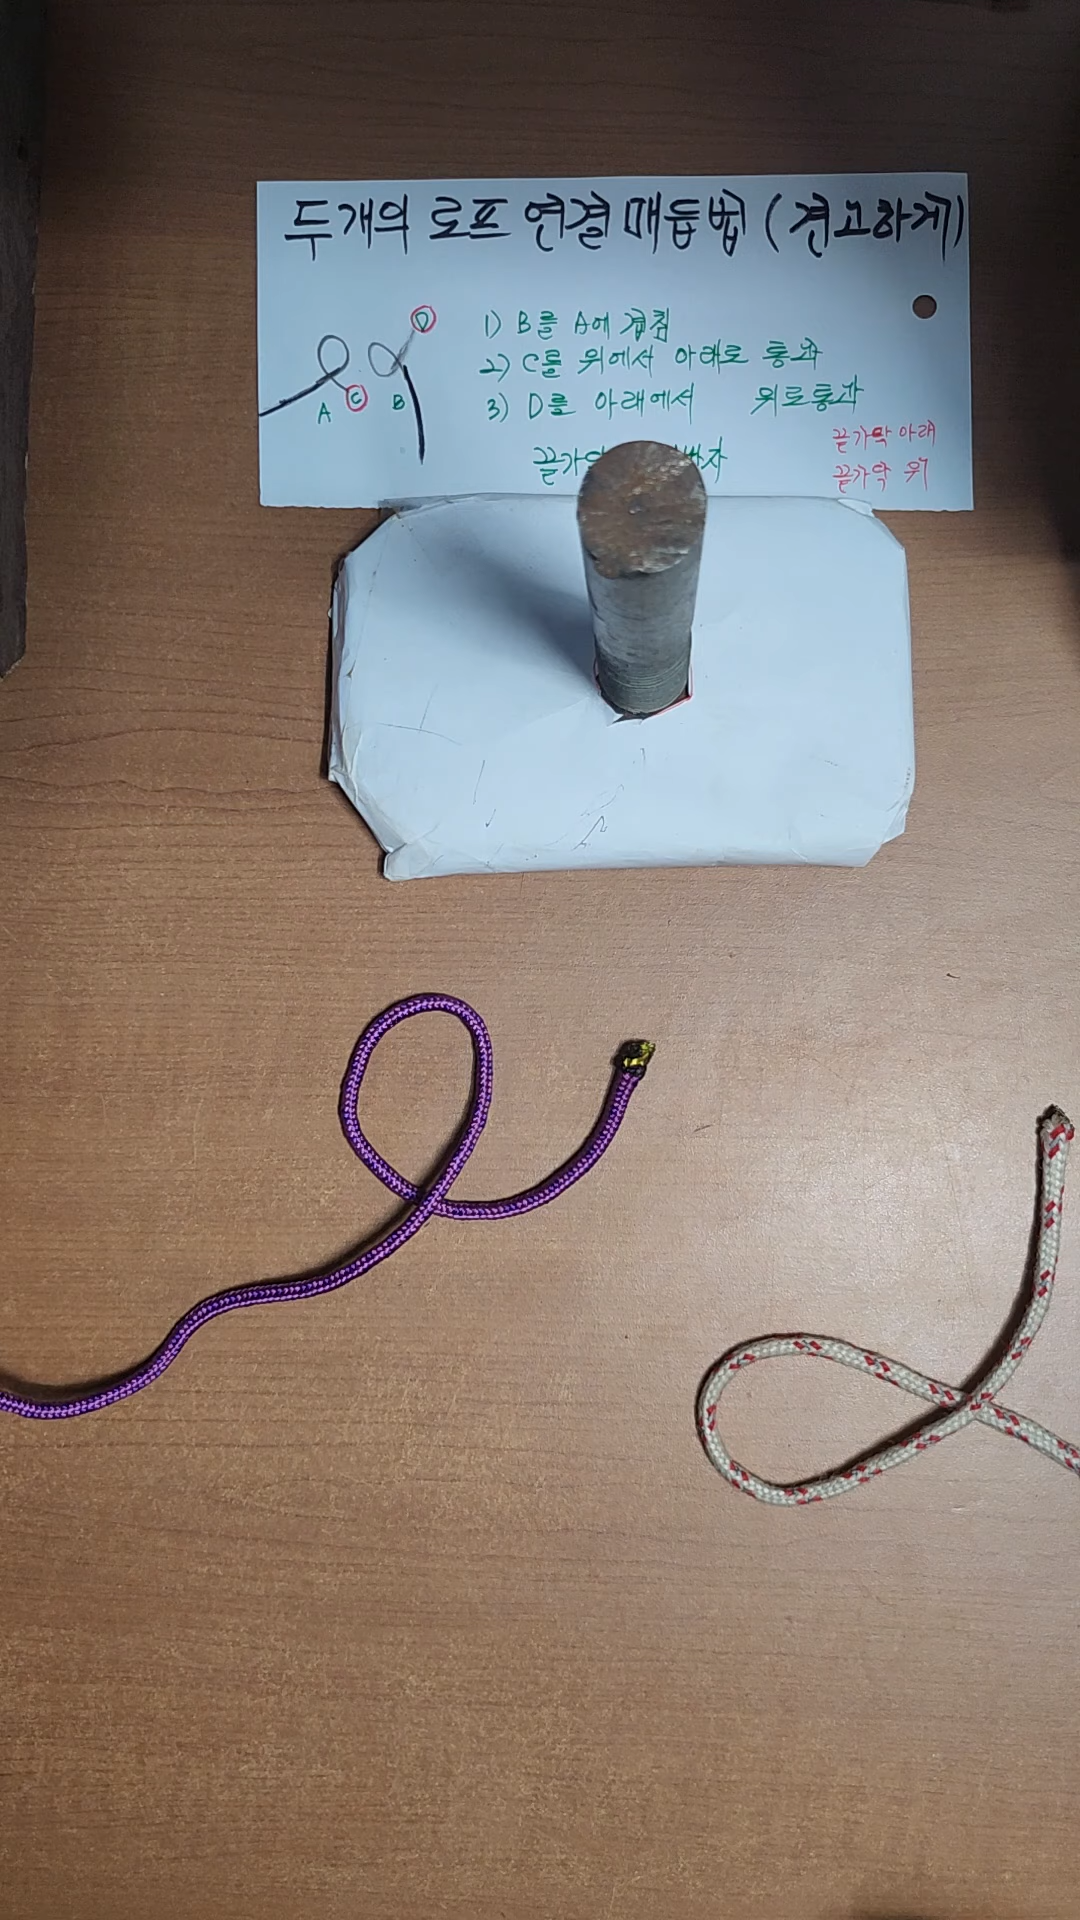 두개의 로프 연결 매듭법 (견고하게)
D
1) B를 A에 겹침
2) C를 위에서 아래로 통과
A C B
3) D를 아래에서 위로통과
끝가락 아래
끝가락 위